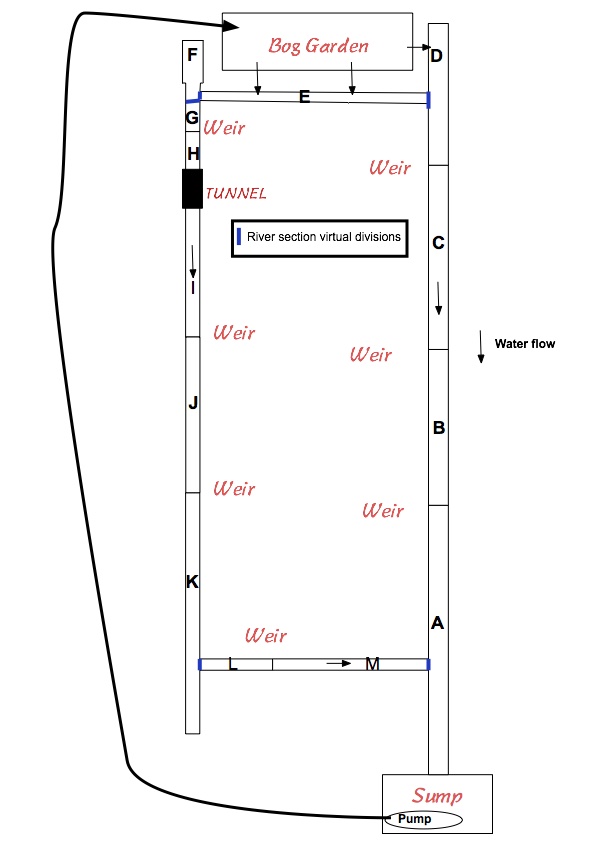 F
Bog Garden
D
E
G
Weir
H
Weir
TUNNEL
River section virtual divisions
C
I
Weir
Weir
Water flow
J
B
Weir
Weir
K
A
Weir
L
M
Sump
Pump